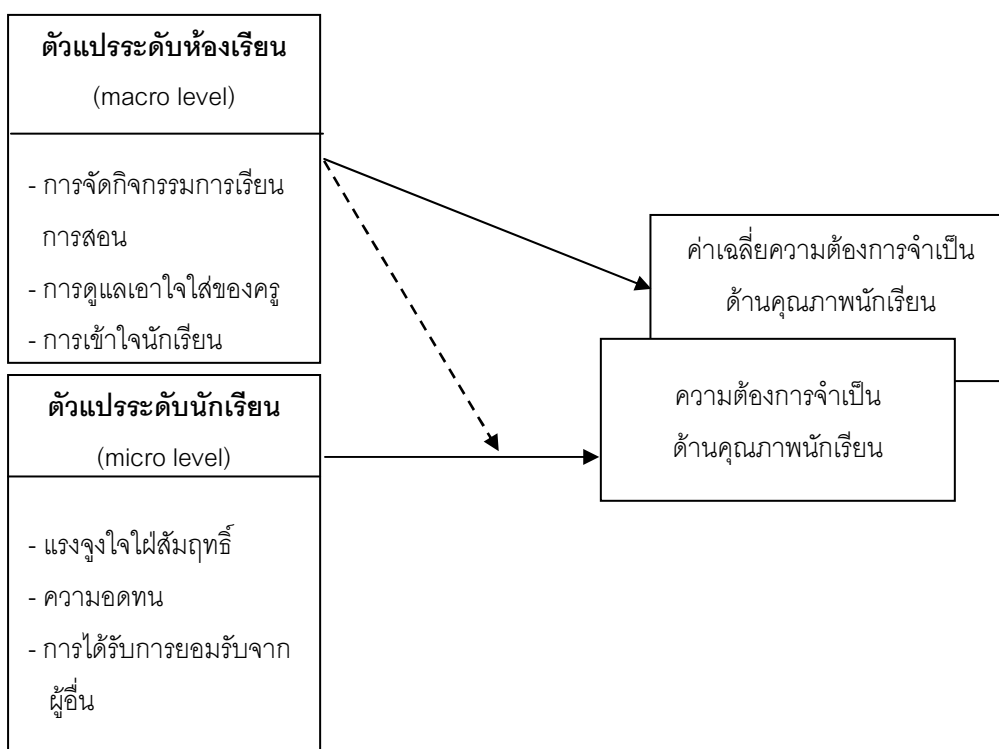 ตัวแปรระดับห้องเรียน
(macro level)
- การจัดกิจกรรมการเรียน
การสอน
- การดูแลเอาใจใส่ของครู
- การเข้าใจนักเรียน
ค่าเฉลี่ยความต้องการจำเป็น
ด้านคุณภาพนักเรียน
ตัวแปรระดับนักเรียน
(micro level)
ความต้องการจำเป็น
ด้านคุณภาพนักเรียน
- แรงจูงใจใฝ่สัมฤทธิ์
- ความอดทน
- การได้รับการยอมรับจาก
ผู้อื่น